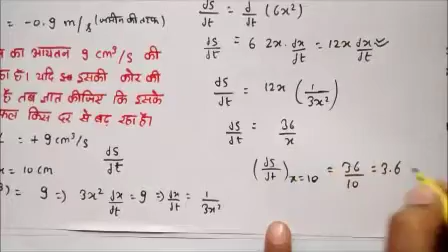 = -0.9 m/s (जमीन की तरफ)
का आयतन 9 cm³/s की
है। यदि इसकी कोर की
है तब ज्ञात कीजिए कि इसके
फल किस दर से बढ़ रहा है।
= +9 cm³/s
dS/dt
x = 10 cm
= 9 => 3x² dx/dt = 9 => dx/dt = 1/3x²
dS/dt = d/dt (6x²)
dS/dt = 6 2x · dx/dt = 12x dx/dt
dS/dt = 12x (1/3x²)
dS/dt = 36/x
(dS/dt)x=10 = 36/10 = 3.6